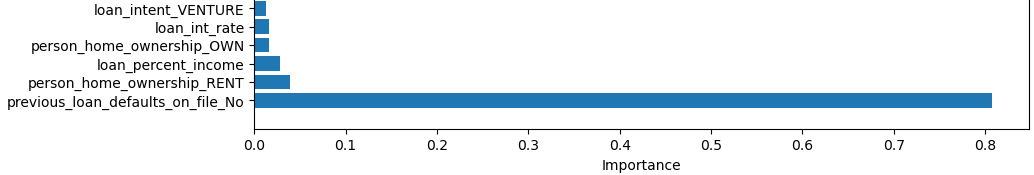 loan_intent_VENTURE
loan_int_rate
person_home_ownership_OWN
loan_percent_income
person_home_ownership_RENT
previous_loan_defaults_on_file_No
0.0 0.1 0.2 0.3 0.4 0.5 0.6 0.7 0.8
Importance